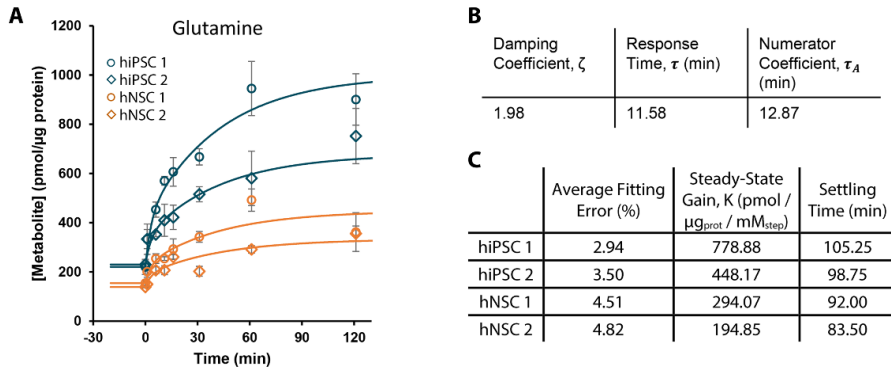 A
Glutamine
hiPSC 1
hiPSC 2
hNSC 1
hNSC 2
[Metabolite] (pmol/µg protein)
1200
1000
800
600
400
200
0
-30
0
30
60
90
120
Time (min)
B
Damping Coefficient, ζ
Response Time, τ (min)
Numerator Coefficient, τ_A (min)
1.98
11.58
12.87
C
Average Fitting Error (%)
Steady-State Gain, K (pmol / µg_prot / mM_step)
Settling Time (min)
hiPSC 1 2.94 778.88 105.25
hiPSC 2 3.50 448.17 98.75
hNSC 1 4.51 294.07 92.00
hNSC 2 4.82 194.85 83.50